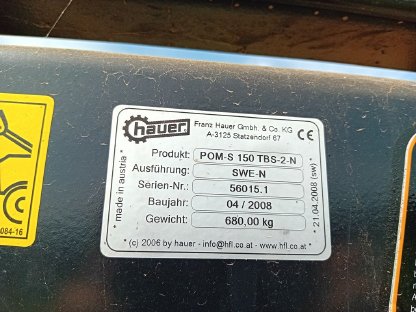 hauer
Franz Hauer Gmbh. & Co. KG
A-3125 Statzendorf 67
CE
Produkt: POM-S 150 TBS-2-N
Ausführung: SWE-N
Serien-Nr.: 56015.1
Baujahr: 04 / 2008
Gewicht: 680,00 kg
(c) 2006 by hauer - info@hfl.co.at - www.hfl.co.at
* made in austria *
* 21.04.2008 (sw) *
084-16